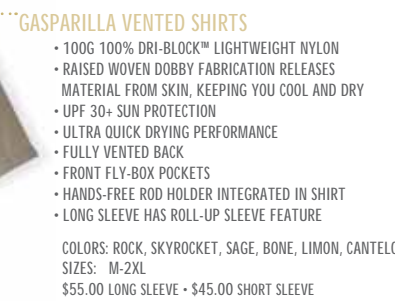 GASPARILLA VENTED SHIRTS
• 100G 100% DRI-BLOCK™ LIGHTWEIGHT NYLON
• RAISED WOVEN DOBBY FABRICATION RELEASES
MATERIAL FROM SKIN, KEEPING YOU COOL AND DRY
• UPF 30+ SUN PROTECTION
• ULTRA QUICK DRYING PERFORMANCE
• FULLY VENTED BACK
• FRONT FLY-BOX POCKETS
• HANDS-FREE ROD HOLDER INTEGRATED IN SHIRT
• LONG SLEEVE HAS ROLL-UP SLEEVE FEATURE
COLORS: ROCK, SKYROCKET, SAGE, BONE, LIMON,
SIZES: M-2XL
$55.00 LONG SLEEVE • $45.00 SHORT SLEEVE